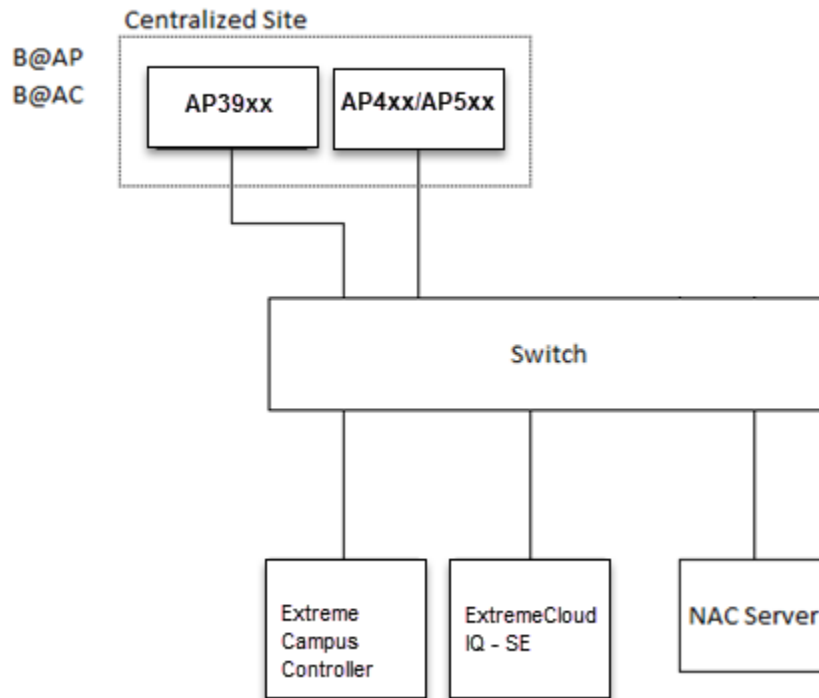 Centralized Site
B@AP
B@AC
AP39xx
AP4xx/AP5xx
Switch
Extreme
Campus
Controller
ExtremeCloud
IQ - SE
NAC Server